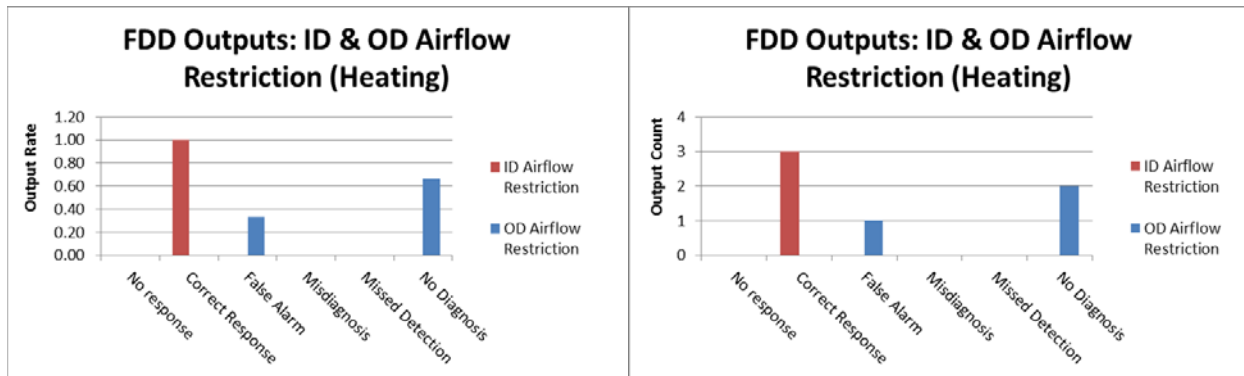 FDD Outputs: ID & OD Airflow
Restriction (Heating)
Output Rate
1.20
1.00
0.80
0.60
0.40
0.20
0.00
No response
Correct Response
False Alarm
Misdiagnosis
Missed Detection
No Diagnosis
ID Airflow
Restriction
OD Airflow
Restriction
FDD Outputs: ID & OD Airflow
Restriction (Heating)
Output Count
4
3
2
1
0
No response
Correct Response
False Alarm
Misdiagnosis
Missed Detection
No Diagnosis
ID Airflow
Restriction
OD Airflow
Restriction